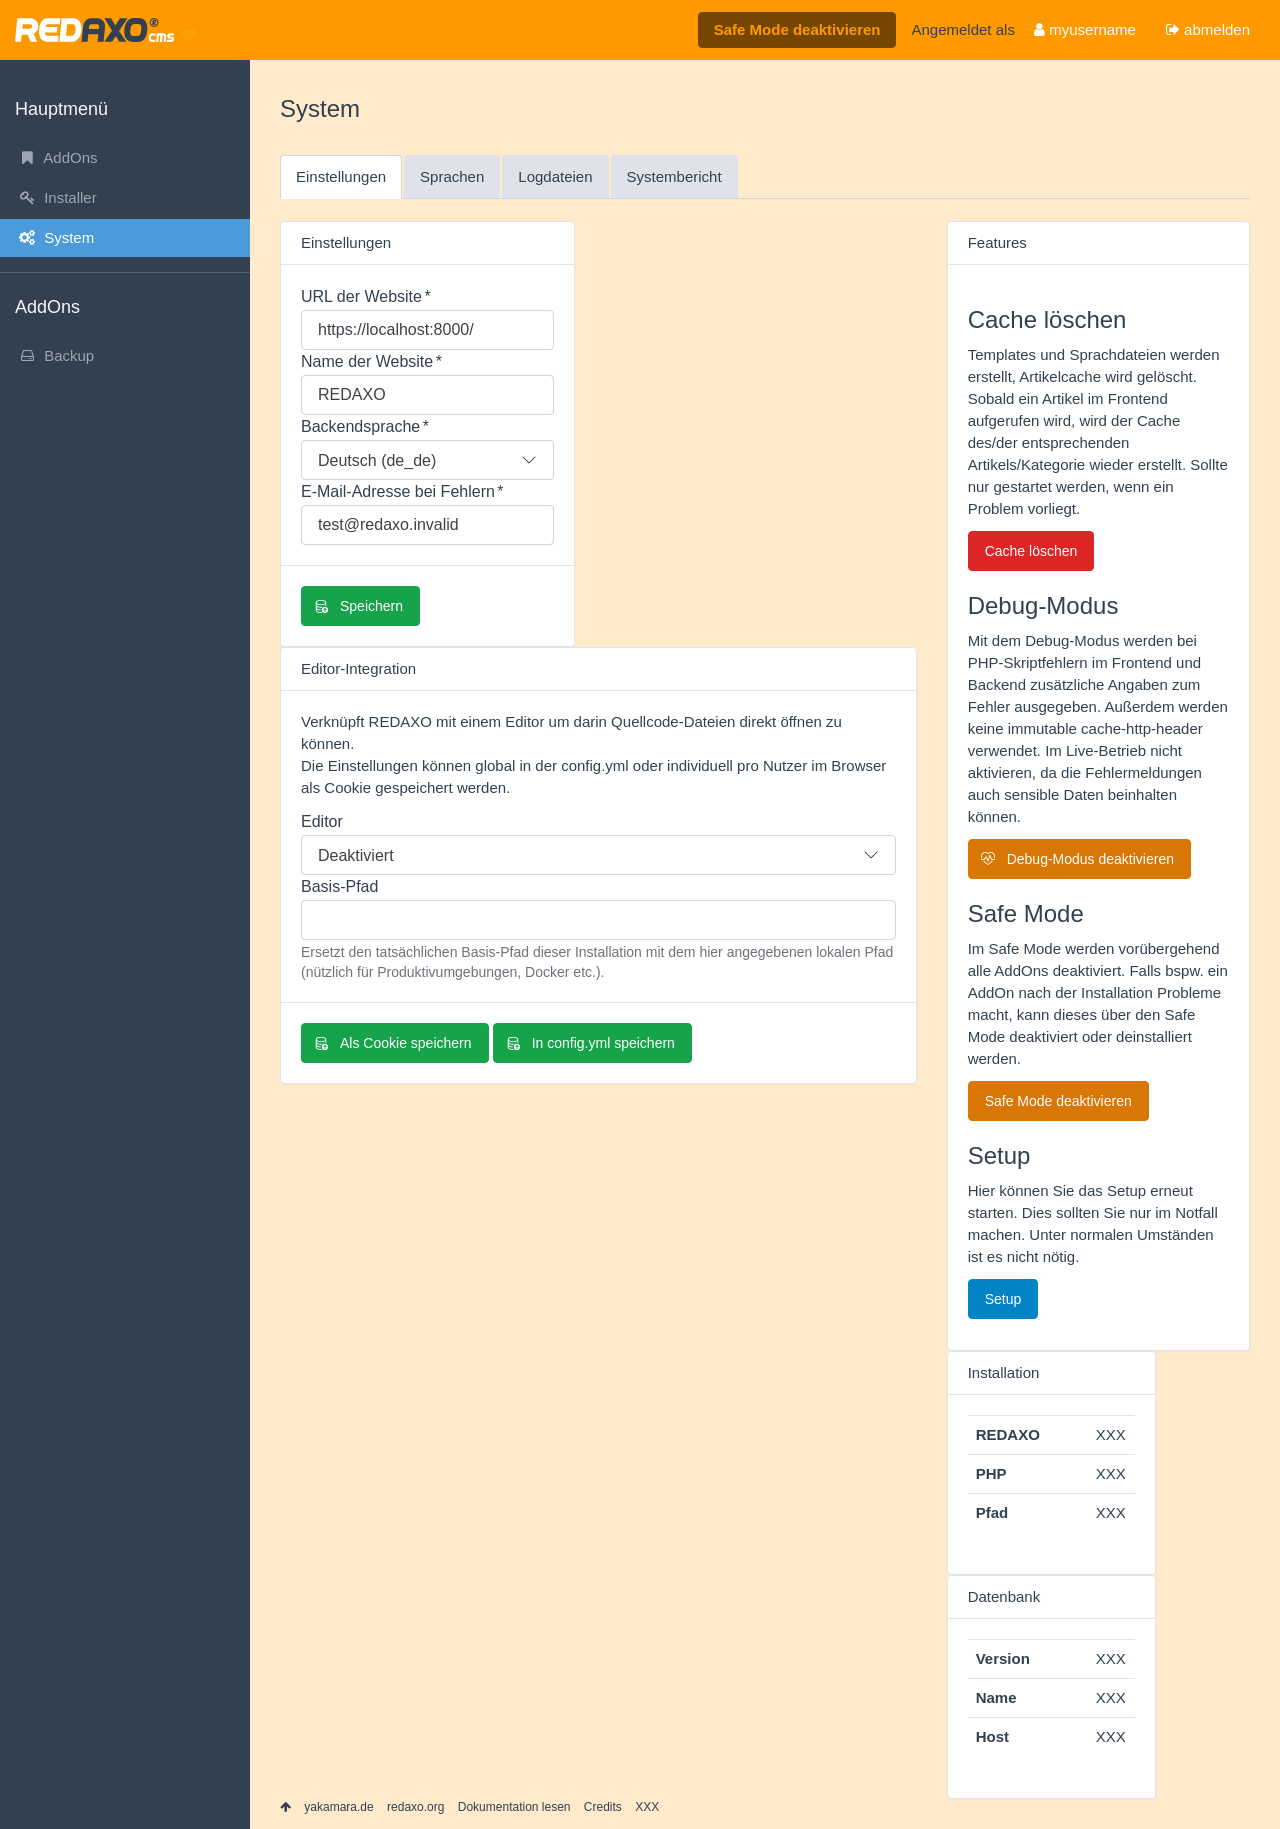 REDAXO® cms
Safe Mode deaktivieren Angemeldet als myusername abmelden
Hauptmenü
AddOns
Installer
System
AddOns
Backup
System
Einstellungen Sprachen Logdateien Systembericht
Einstellungen
URL der Website *
https://localhost:8000/
Name der Website *
REDAXO
Backendsprache *
Deutsch (de_de)
E-Mail-Adresse bei Fehlern *
test@redaxo.invalid
Speichern
Editor-Integration
Verknüpft REDAXO mit einem Editor um darin Quellcode-Dateien direkt öffnen zu
können.
Die Einstellungen können global in der config.yml oder individuell pro Nutzer im Browser
als Cookie gespeichert werden.
Editor
Deaktiviert
Basis-Pfad
Ersetzt den tatsächlichen Basis-Pfad dieser Installation mit dem hier angegebenen lokalen Pfad
(nützlich für Produktivumgebungen, Docker etc.).
Als Cookie speichern In config.yml speichern
Features
Cache löschen
Templates und Sprachdateien werden
erstellt, Artikelcache wird gelöscht.
Sobald ein Artikel im Frontend
aufgerufen wird, wird der Cache
des/der entsprechenden
Artikels/Kategorie wieder erstellt. Sollte
nur gestartet werden, wenn ein
Problem vorliegt.
Cache löschen
Debug-Modus
Mit dem Debug-Modus werden bei
PHP-Skriptfehlern im Frontend und
Backend zusätzliche Angaben zum
Fehler ausgegeben. Außerdem werden
keine immutable cache-http-header
verwendet. Im Live-Betrieb nicht
aktivieren, da die Fehlermeldungen
auch sensible Daten beinhalten
können.
Debug-Modus deaktivieren
Safe Mode
Im Safe Mode werden vorübergehend
alle AddOns deaktiviert. Falls bspw. ein
AddOn nach der Installation Probleme
macht, kann dieses über den Safe
Mode deaktiviert oder deinstalliert
werden.
Safe Mode deaktivieren
Setup
Hier können Sie das Setup erneut
starten. Dies sollten Sie nur im Notfall
machen. Unter normalen Umständen
ist es nicht nötig.
Setup
Installation
REDAXO XXX
PHP XXX
Pfad XXX
Datenbank
Version XXX
Name XXX
Host XXX
yakamara.de redaxo.org Dokumentation lesen Credits XXX